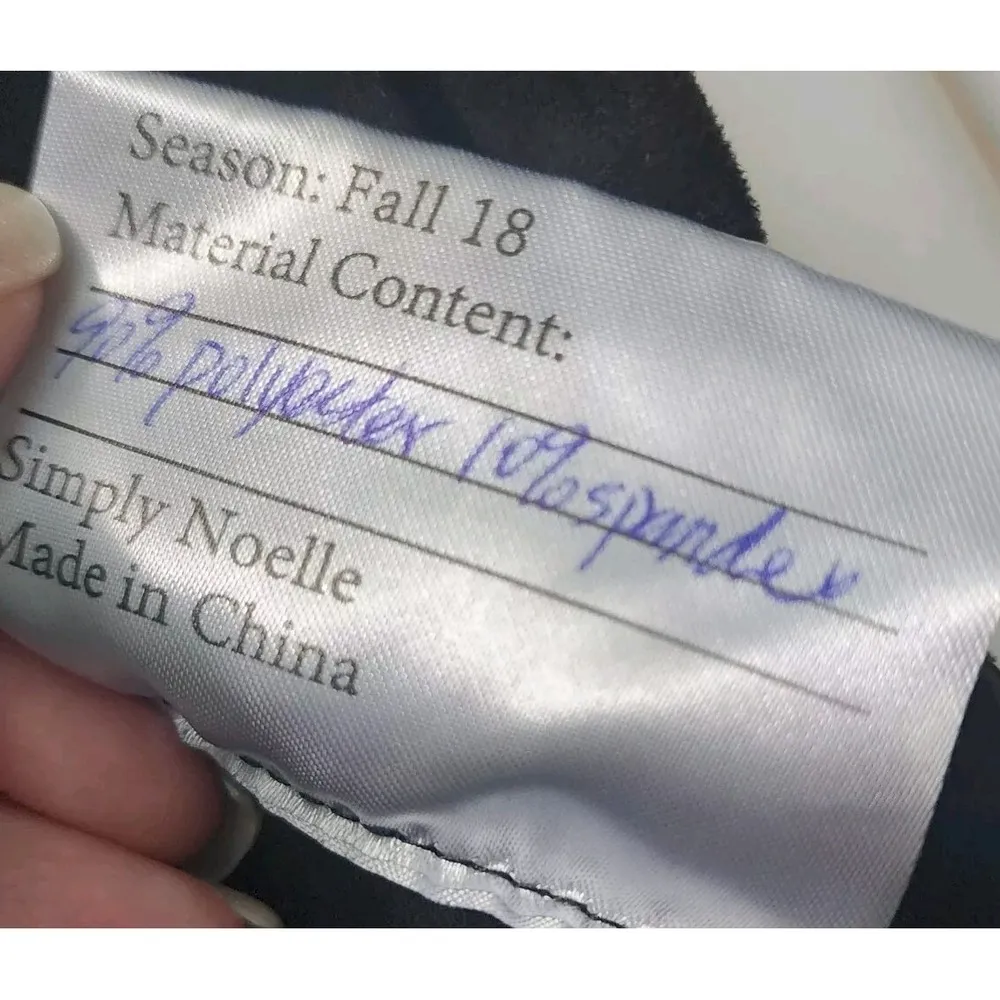 Season: Fall 18
Material Content:
90% polyester 10% spandex
Simply Noelle
Made in China